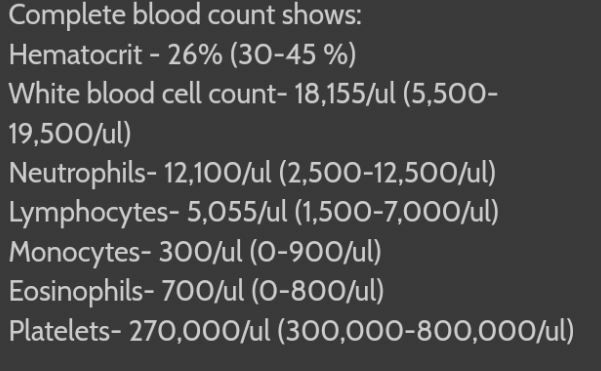 Complete blood count shows:
Hematocrit - 26% (30-45 %)
White blood cell count- 18,155/ul (5,500-
19,500/ul)
Neutrophils- 12,100/ul (2,500-12,500/ul)
Lymphocytes- 5,055/ul (1,500-7,000/ul)
Monocytes- 300/ul (0-900/ul)
Eosinophils- 700/ul (0-800/ul)
Platelets- 270,000/ul (300,000-800,000/ul)